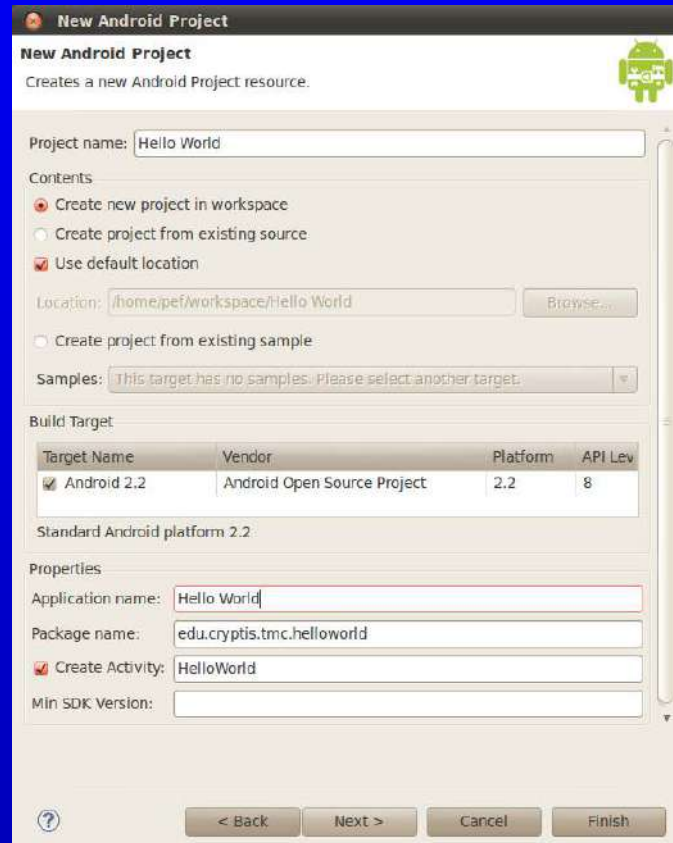 New Android Project
New Android Project
Creates a new Android Project resource.
Project name: Hello World
Contents
Create new project in workspace
Create project from existing source
Use default location
Location: /home/pef/workspace/Hello World Browse...
Create project from existing sample
Samples: This target has no samples. Please select another target.
Build Target
Target Name Vendor Platform API Lev
Android 2.2 Android Open Source Project 2.2 8
Standard Android platform 2.2
Properties
Application name: Hello World
Package name: edu.cryptis.tmc.helloworld
Create Activity: HelloWorld
Min SDK Version:
? < Back Next > Cancel Finish